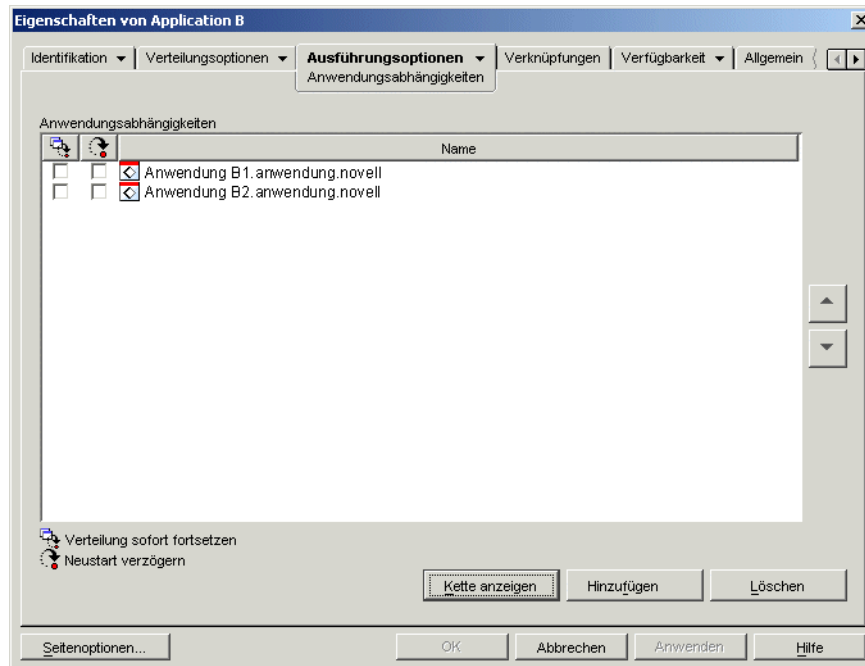 Eigenschaften von Application B
Identifikation Verteilungsoptionen Ausführungsoptionen Verknüpfungen Verfügbarkeit Allgemein
Anwendungsabhängigkeiten
Anwendungsabhängigkeiten
Name
Anwendung B1.anwendung.novell
Anwendung B2.anwendung.novell
Verteilung sofort fortsetzen
Neustart verzögern
Kette anzeigen Hinzufügen Löschen
Seitenoptionen... OK Abbrechen Anwenden Hilfe